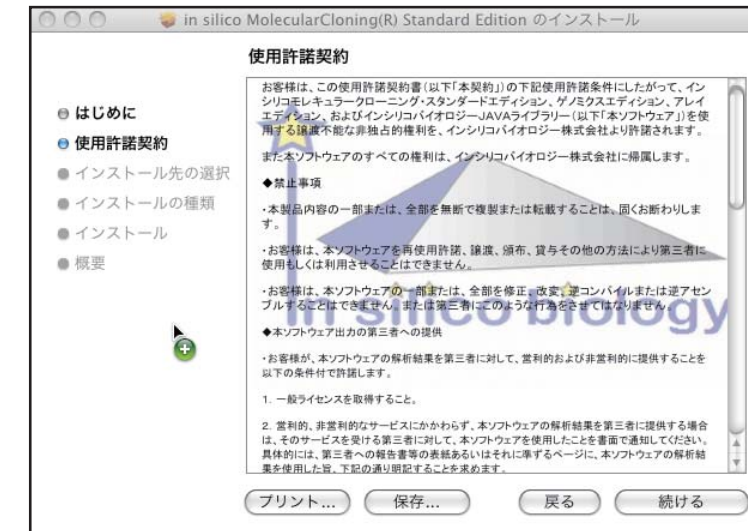 in silico MolecularCloning(R) Standard Edition のインストール
使用許諾契約
はじめに
使用許諾契約
インストール先の選択
インストールの種類
インストール
概要
お客様は、この使用許諾契約書(以下「本契約」)の下記使用許諾条件にしたがって、イン
シリコモレキュラークローニング・スタンダードエディション、ゲノミクスエディション、アレイ
エディション、およびインシリコバイオロジーJAVAライブラリー(以下「本ソフトウェア」)を使
用する譲渡不能な非独占的権利を、インシリコバイオロジー株式会社より許諾されます。
また本ソフトウェアのすべての権利は、インシリコバイオロジー株式会社に帰属します。
◆禁止事項
・本製品内容の一部または、全部を無断で複製または転載することは、固くお断わりしま
す。
・お客様は、本ソフトウェアを再使用許諾、譲渡、頒布、貸与その他の方法により第三者に
使用もしくは利用させることはできません。
・お客様は、本ソフトウェアの一部または、全部を修正、改変、逆コンパイルまたは逆アセン
ブルすることはできません。または第三者にこのような行為をさせてはなりません。
in silico biology
◆本ソフトウェア出力の第三者への提供
・お客様が、本ソフトウェアの解析結果を第三者に対して、営利的および非営利的に提供することを
以下の条件付で許諾します。
1. 一般ライセンスを取得すること。
2. 営利的、非営利的なサービスにかかわらず、本ソフトウェアの解析結果を第三者に提供する場合
は、そのサービスを受ける第三者に対して、本ソフトウェアを使用したことを書面で通知してください。
具体的には、第三者への報告書等の表紙あるいはそれに準ずるページに、本ソフトウェアの解析結
果を使用した旨、下記の通り明記することを求めます。
プリント... 保存... 戻る 続ける